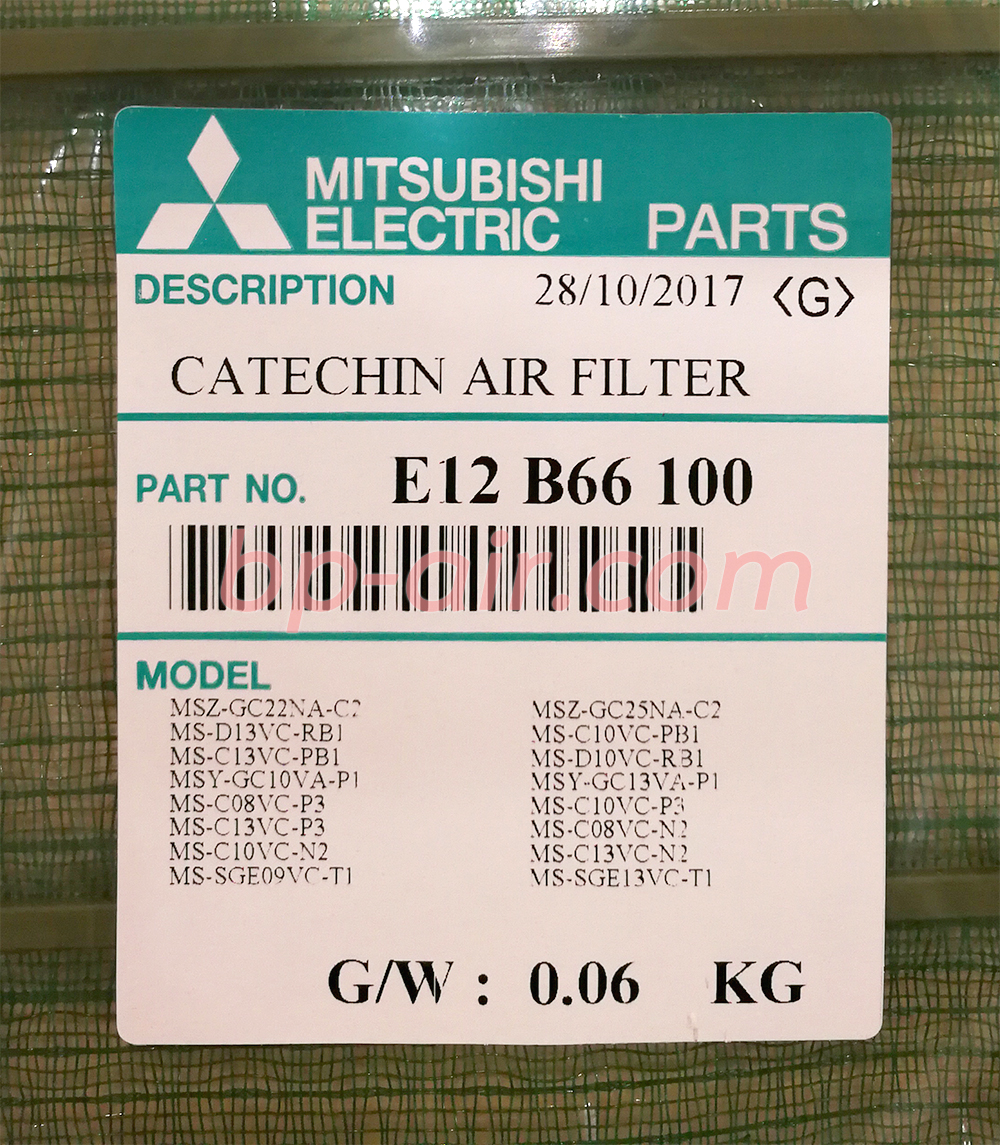 MITSUBISHI
ELECTRIC
PARTS
DESCRIPTION 28/10/2017 <G>
CATECHIN AIR FILTER
PART NO. E12 B66 100
bp-air.com
MODEL
MSZ-GC22NA-C2 MSZ-GC25NA-C2
MS-D13VC-RB1 MS-C10VC-PB1
MS-C13VC-PB1 MS-D10VC-RB1
MSY-GC10VA-P1 MSY-GC13VA-P1
MS-C08VC-P3 MS-C10VC-P3
MS-C13VC-P3 MS-C08VC-N2
MS-C10VC-N2 MS-C13VC-N2
MS-SGE09VC-T1 MS-SGE13VC-T1
G/W : 0.06 KG